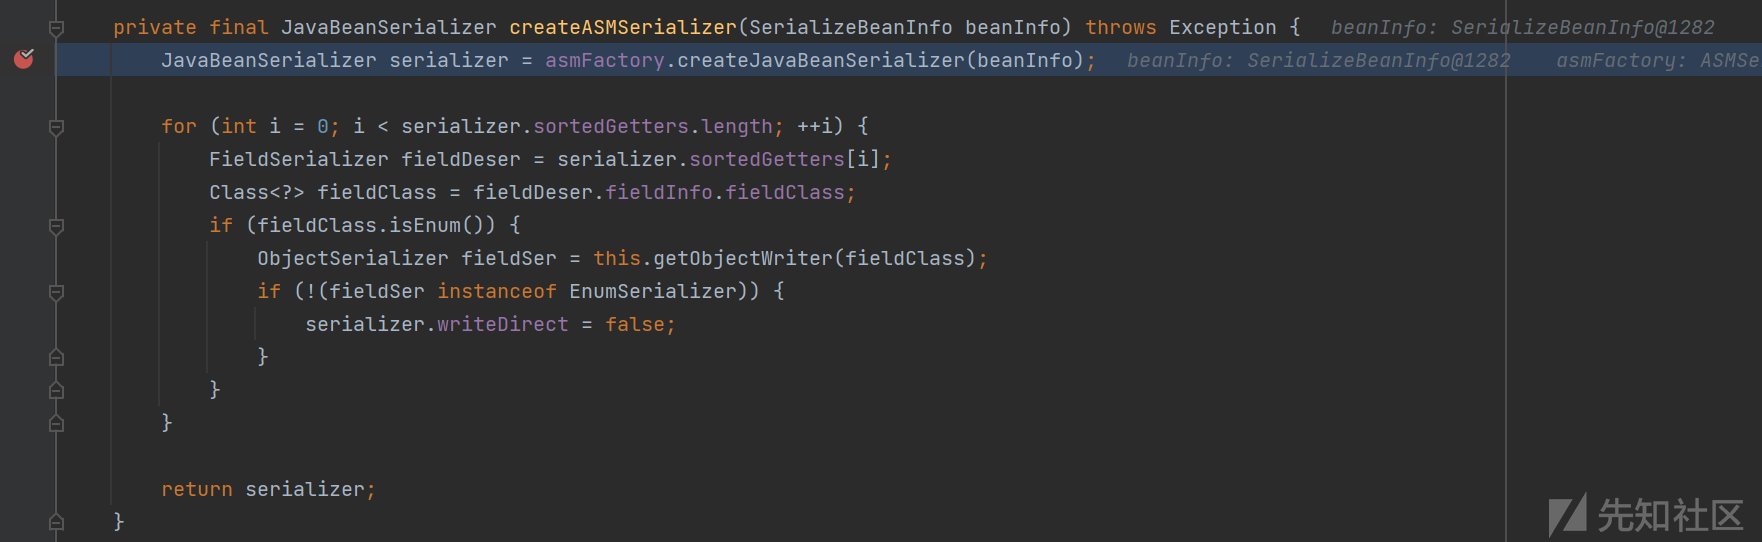 private final JavaBeanSerializer createASMSerializer(SerializeBeanInfo beanInfo) throws Exception {   beanInfo: SerializeBeanInfo@1282
    JavaBeanSerializer serializer = asmFactory.createJavaBeanSerializer(beanInfo);   beanInfo: SerializeBeanInfo@1282    asmFactory: ASMSe
    for (int i = 0; i < serializer.sortedGetters.length; ++i) {
        FieldSerializer fieldDeser = serializer.sortedGetters[i];
        Class<?> fieldClass = fieldDeser.fieldInfo.fieldClass;
        if (fieldClass.isEnum()) {
            ObjectSerializer fieldSer = this.getObjectWriter(fieldClass);
            if (!(fieldSer instanceof EnumSerializer)) {
                serializer.writeDirect = false;
            }
        }
    }
    return serializer;
}
先知社区